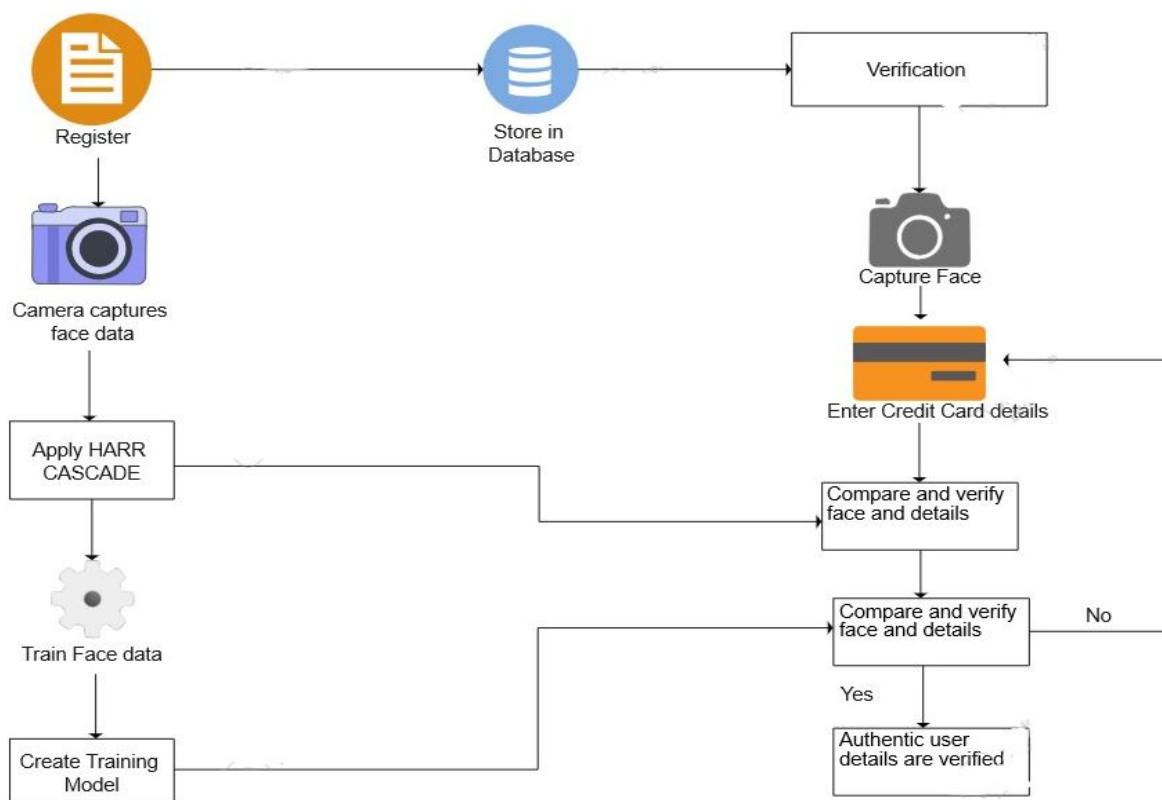 Register
Store in
Database
Verification
Camera captures
face data
Capture Face
Enter Credit Card details
Apply HARR
CASCADE
Compare and verify
face and details
Train Face data
Compare and verify
face and details
No
Yes
Create Training
Model
Authentic user
details are verified